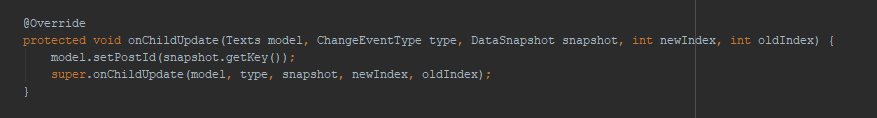 @Override
protected void onChildUpdate(Texts model, ChangeEventType type, DataSnapshot snapshot, int newIndex, int oldIndex) {
    model.setPostId(snapshot.getKey());
    super.onChildUpdate(model, type, snapshot, newIndex, oldIndex);
}